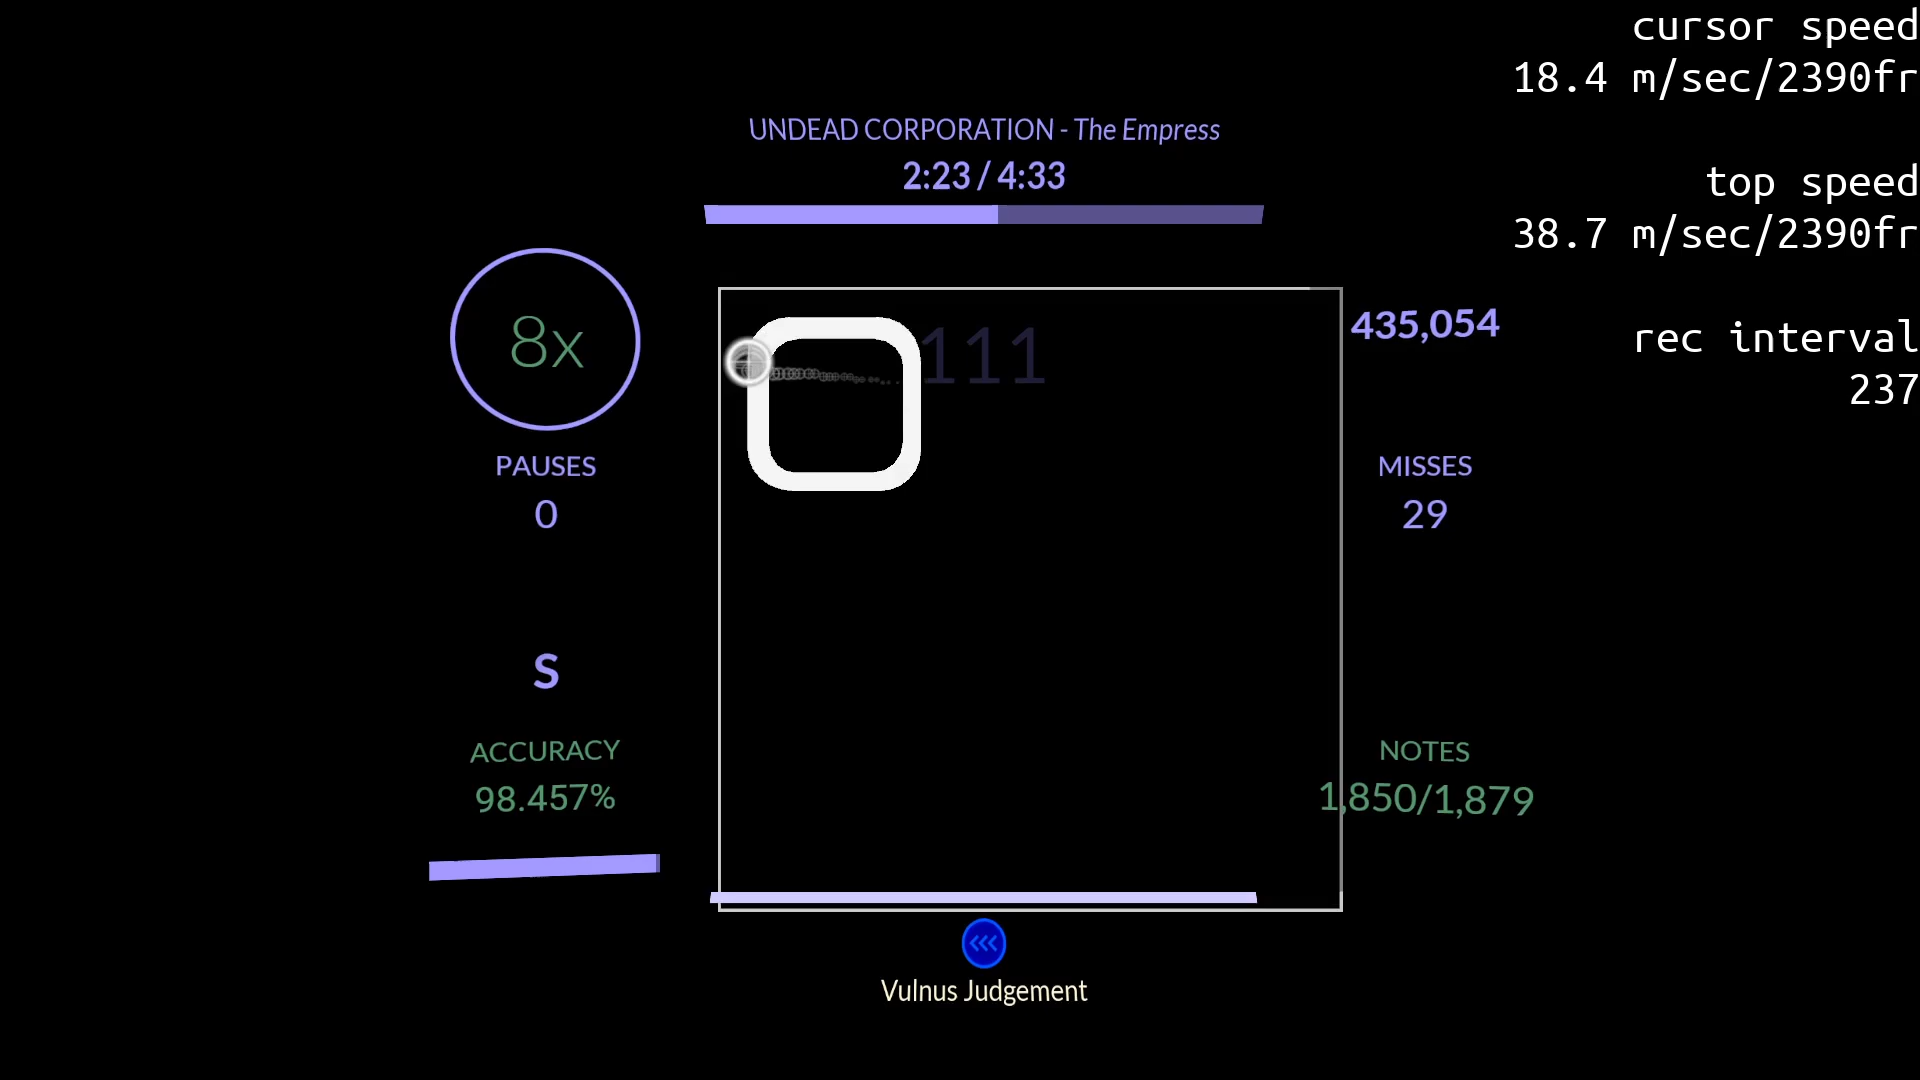 cursor speed
18.4 m/sec/2390fr
top speed
38.7 m/sec/2390fr
rec interval
237
UNDEAD CORPORATION - The Empress
2:23 / 4:33
8x
111
435,054
PAUSES
0
MISSES
29
S
ACCURACY
98.457%
NOTES
1,850/1,879
Vulnus Judgement